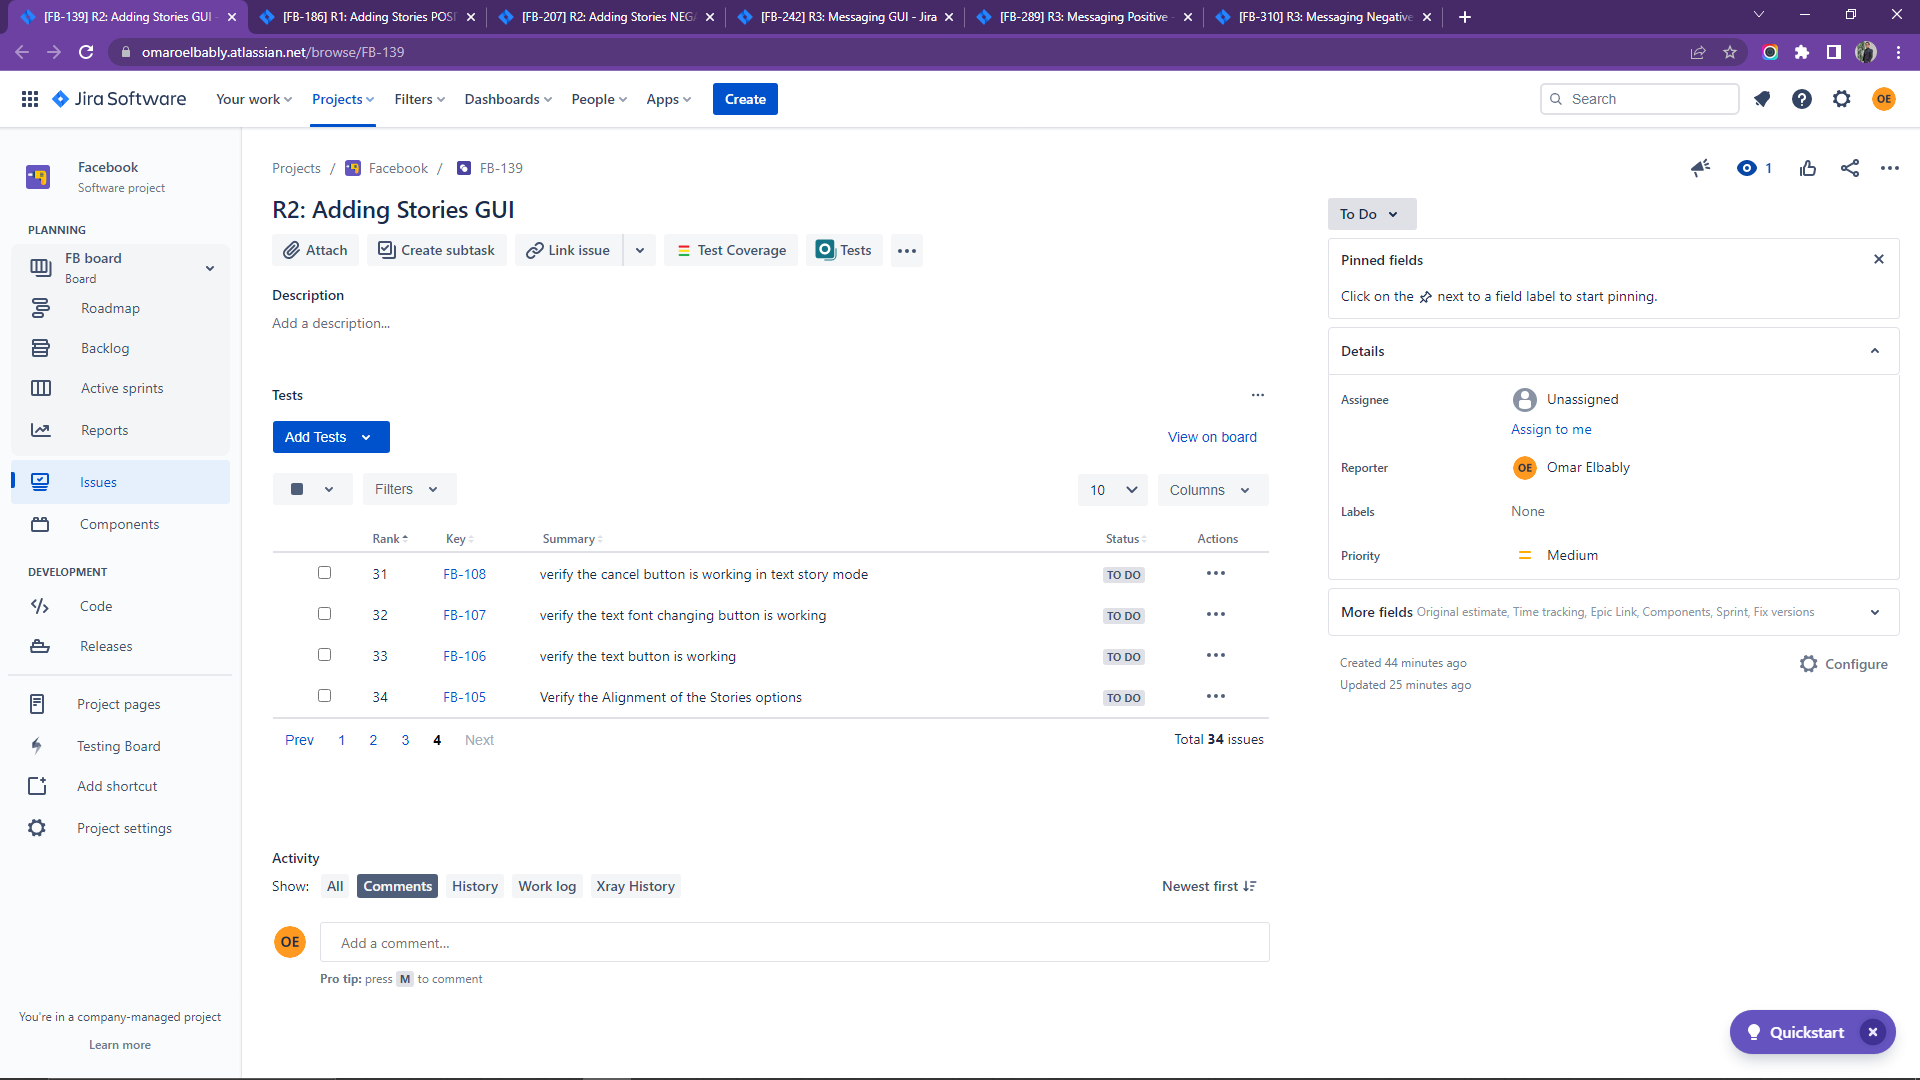 [FB-139] R2: Adding Stories GUI -
[FB-186] R1: Adding Stories POSI
[FB-207] R2: Adding Stories NEGA
[FB-242] R3: Messaging GUI - Jira
[FB-289] R3: Messaging Positive -
[FB-310] R3: Messaging Negative
omaroelbably.atlassian.net/browse/FB-139
Jira Software
Your work
Projects
Filters
Dashboards
People
Apps
Create
Search
OE
Facebook
Software project
PLANNING
FB board
Board
Roadmap
Backlog
Active sprints
Reports
Issues
Components
DEVELOPMENT
Code
Releases
Project pages
Testing Board
Add shortcut
Project settings
You're in a company-managed project
Learn more
Projects / Facebook / FB-139
1
R2: Adding Stories GUI
Attach
Create subtask
Link issue
Test Coverage
Tests
Description
Add a description...
Tests
Add Tests
View on board
Filters
10
Columns
Rank Key Summary Status Actions
31 FB-108 verify the cancel button is working in text story mode TO DO
32 FB-107 verify the text font changing button is working TO DO
33 FB-106 verify the text button is working TO DO
34 FB-105 Verify the Alignment of the Stories options TO DO
Prev 1 2 3 4 Next
Total 34 issues
Activity
Show: All Comments History Work log Xray History
Newest first
OE
Add a comment...
Pro tip: press M to comment
To Do
Pinned fields
Click on the next to a field label to start pinning.
Details
Assignee
Unassigned
Assign to me
Reporter
OE Omar Elbably
Labels
None
Priority
Medium
More fields Original estimate, Time tracking, Epic Link, Components, Sprint, Fix versions
Created 44 minutes ago
Updated 25 minutes ago
Configure
Quickstart